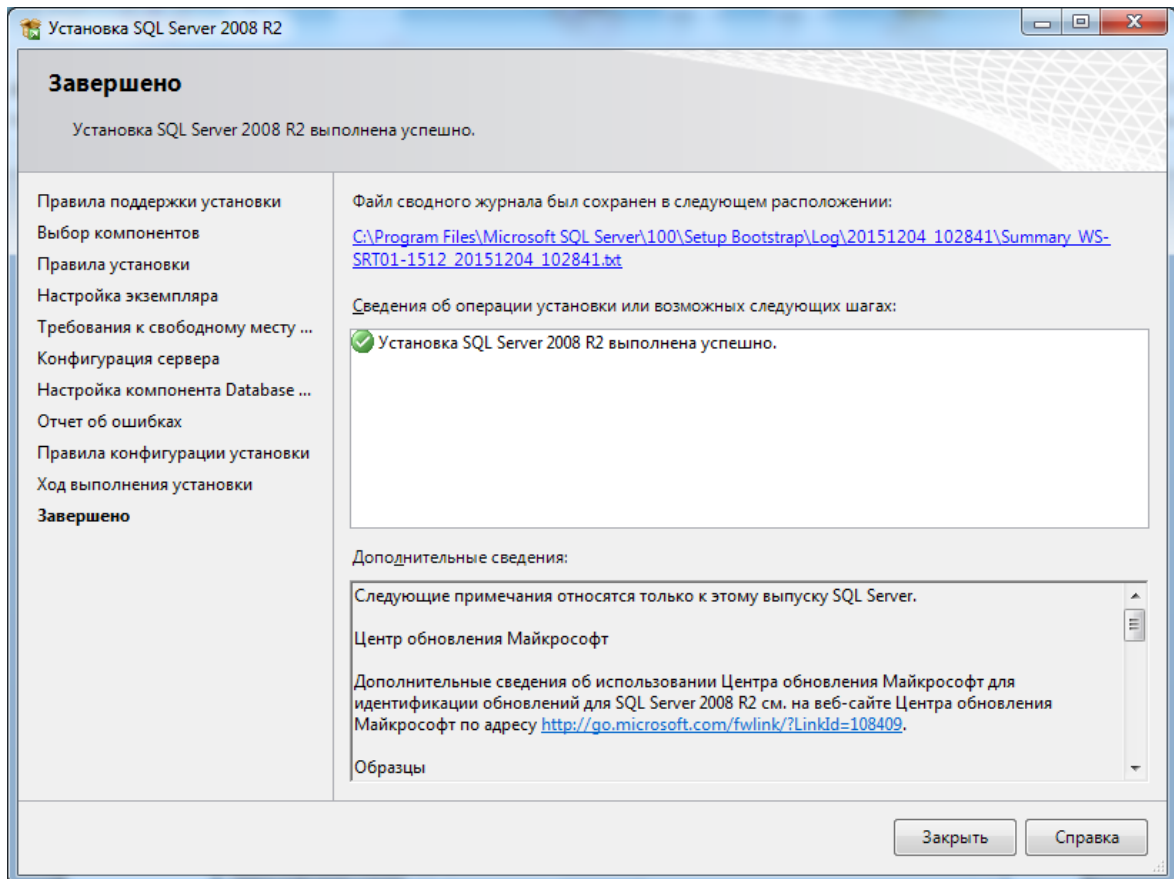 Установка SQL Server 2008 R2
Завершено
Установка SQL Server 2008 R2 выполнена успешно.
Правила поддержки установки
Выбор компонентов
Правила установки
Настройка экземпляра
Требования к свободному месту ...
Конфигурация сервера
Настройка компонента Database ...
Отчет об ошибках
Правила конфигурации установки
Ход выполнения установки
Завершено
Файл сводного журнала был сохранен в следующем расположении:
C:\Program Files\Microsoft SQL Server\100\Setup Bootstrap\Log\20151204_102841\Summary_WS-
SRT01-1512_20151204_102841.txt
Сведения об операции установки или возможных следующих шагах:
Установка SQL Server 2008 R2 выполнена успешно.
Дополнительные сведения:
Следующие примечания относятся только к этому выпуску SQL Server.
Центр обновления Майкрософт
Дополнительные сведения об использовании Центра обновления Майкрософт для
идентификации обновлений для SQL Server 2008 R2 см. на веб-сайте Центра обновления
Майкрософт по адресу http://go.microsoft.com/fwlink/?LinkId=108409.
Образцы
Закрыть
Справка